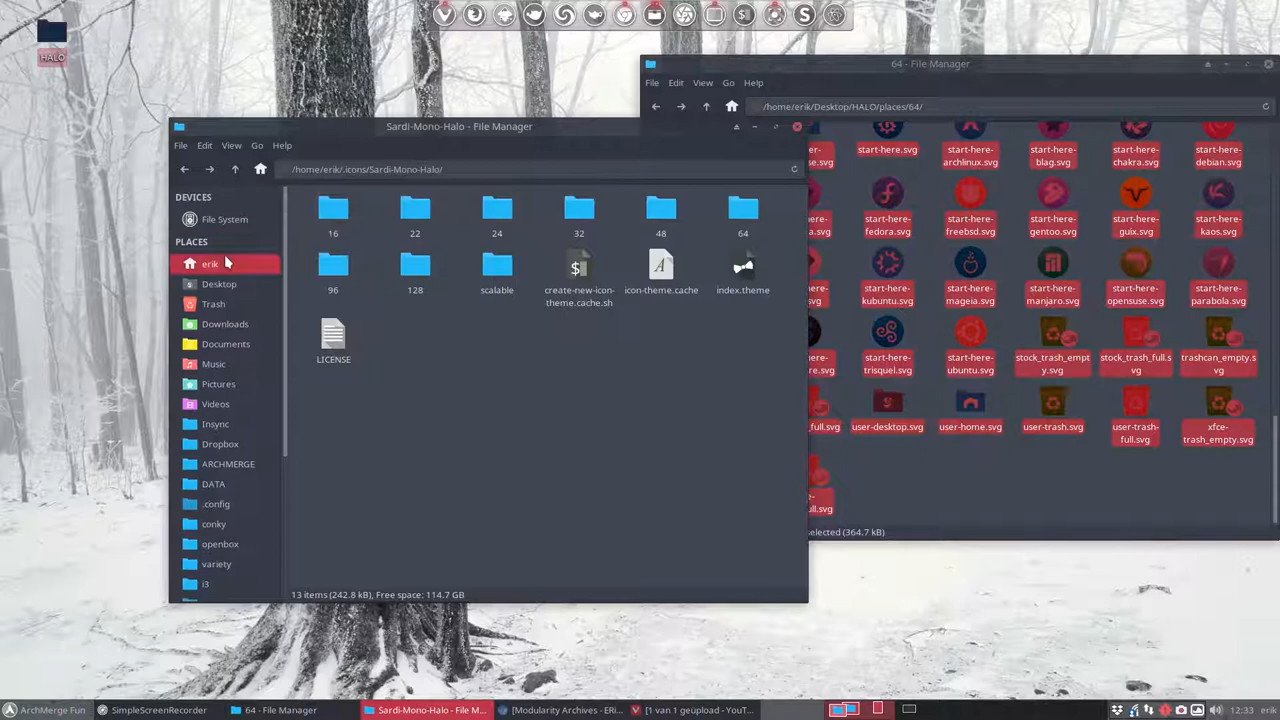 HALO
64 - File Manager
File Edit View Go Help
/home/erik/Desktop/HALO/places/64/
start-here.svg
start-here-archlinux.svg
start-here-blag.svg
start-here-chakra.svg
start-here-debian.svg
start-here-fedora.svg
start-here-freebsd.svg
start-here-gentoo.svg
start-here-guix.svg
start-here-kaos.svg
start-here-kubuntu.svg
start-here-mageia.svg
start-here-manjaro.svg
start-here-opensuse.svg
start-here-parabola.svg
start-here-trisquel.svg
start-here-ubuntu.svg
stock_trash_empty.svg
stock_trash_full.svg
trashcan_empty.svg
_full.svg
user-desktop.svg
user-home.svg
user-trash.svg
user-trash-full.svg
xfce-trash_empty.svg
selected (364.7 kB)
Sardi-Mono-Halo - File Manager
File Edit View Go Help
/home/erik/.icons/Sardi-Mono-Halo/
DEVICES
File System
PLACES
erik
Desktop
Trash
Downloads
Documents
Music
Pictures
Videos
Insync
Dropbox
ARCHMERGE
DATA
.config
conky
openbox
variety
i3
16 22 24 32 48 64
96 128 scalable
create-new-icon-
theme.cache.sh
icon-theme.cache
index.theme
LICENSE
13 items (242.8 kB), Free space: 114.7 GB
ArchMerge Fun
SimpleScreenRecorder
64 - File Manager
Sardi-Mono-Halo - File M...
[Modularity Archives - ERi...
[1 van 1 geüpload - YouT...
12:33 erik